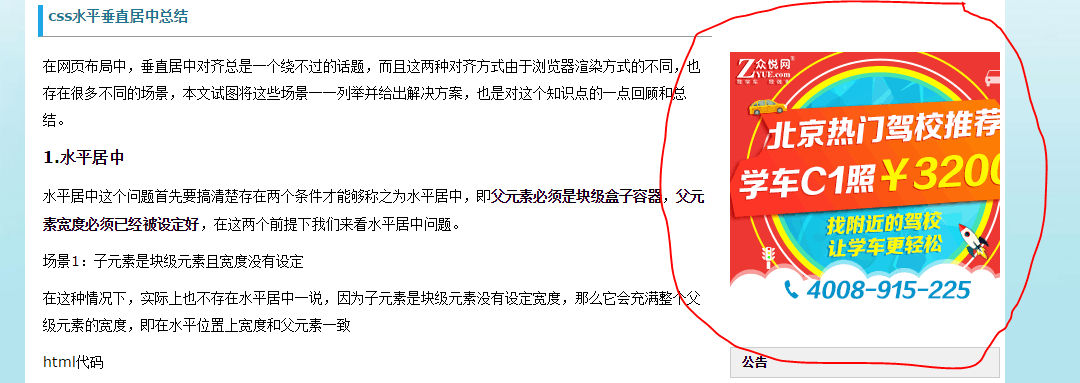 css水平垂直居中总结
在网页布局中，垂直居中对齐总是一个绕不过的话题，而且这两种对齐方式由于浏览器渲染方式的不同，也
存在很多不同的场景，本文试图将这些场景一一列举并给出解决方案，也是对这个知识点的一点回顾和总
结。
1.水平居中
水平居中这个问题首先要搞清楚存在两个条件才能够称之为水平居中，即父元素必须是块级盒子容器，父元
素宽度必须已经被设定好，在这两个前提下我们来看水平居中问题。
场景1：子元素是块级元素且宽度没有设定
在这种情况下，实际上也不存在水平居中一说，因为子元素是块级元素没有设定宽度，那么它会充满整个父
级元素的宽度，即在水平位置上宽度和父元素一致
html代码
众悦网
ZYUE.com
北京热门驾校推荐
学车C1照￥3200
找附近的驾校
让学车更轻松
4008-915-225
公告